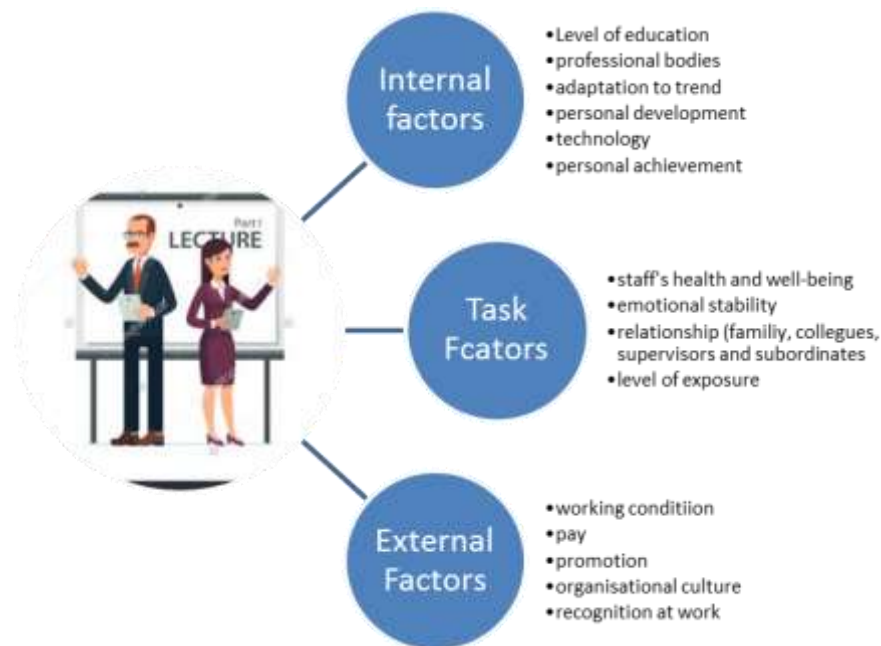 Internal
factors
•Level of education
•professional bodies
•adaptation to trend
•personal development
•technology
•personal achievement
Part I
LECTURE
Task
Fcators
•staff's health and well-being
•emotional stability
•relationship (familiy, collegues,
supervisors and subordinates
•level of exposure
External
Factors
•working conditiion
•pay
•promotion
•organisational culture
•recognition at work